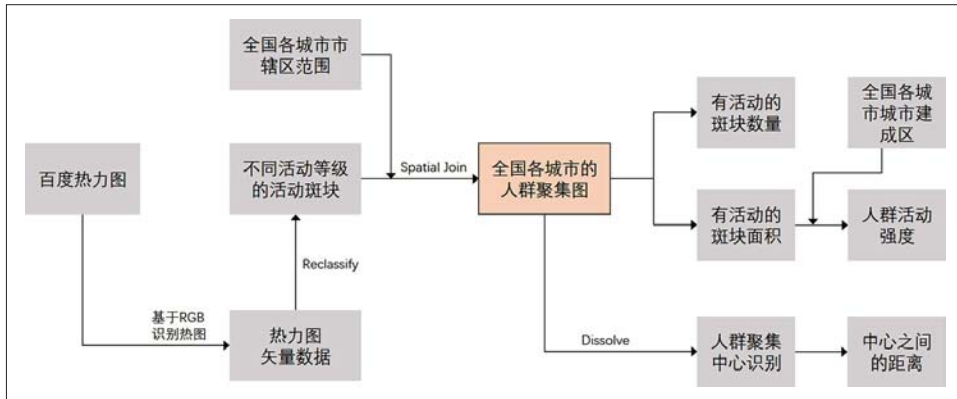 全国各城市市
辖区范围
百度热力图
基于RGB
识别热图
热力图
矢量数据
Reclassify
不同活动等级
的活动斑块
Spatial Join
全国各城市的
人群聚集图
有活动的
斑块数量
全国各城
市城市建
成区
有活动的
斑块面积
人群活动
强度
Dissolve
人群聚集
中心识别
中心之间
的距离